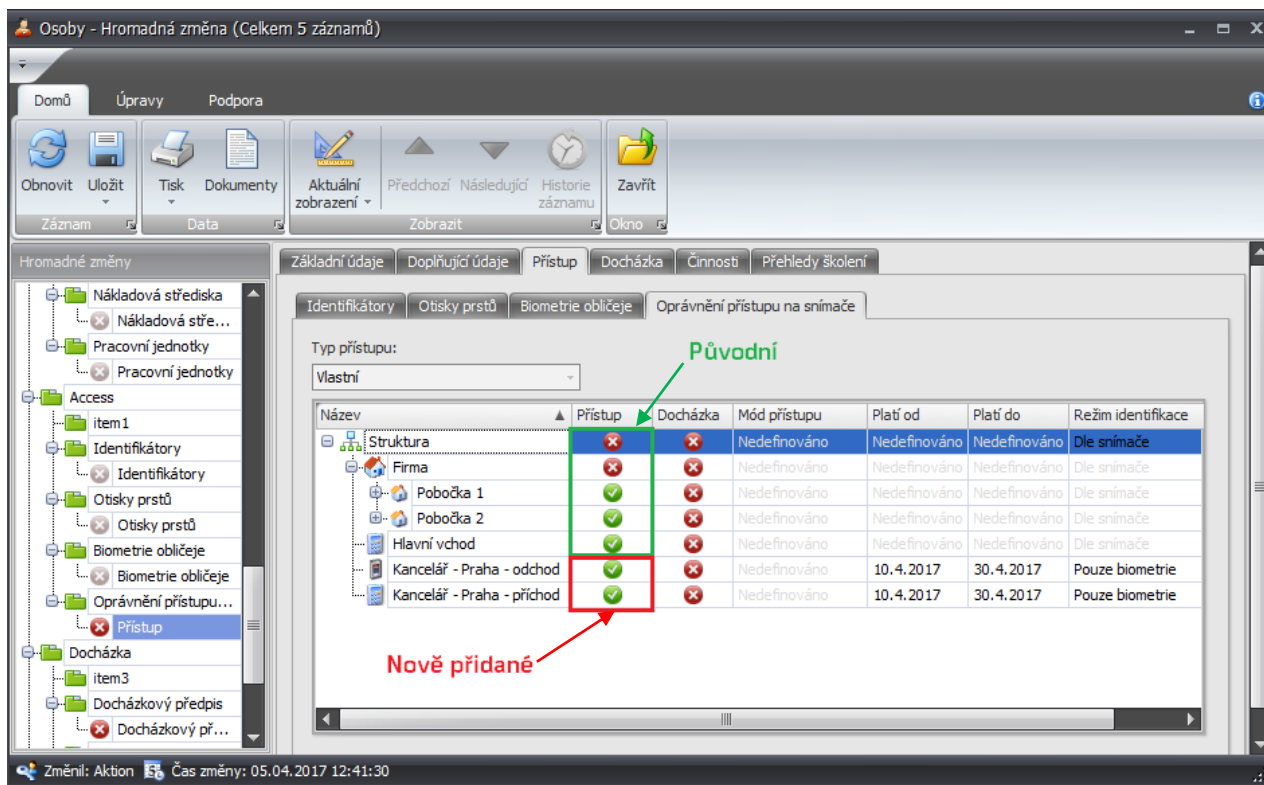 Osoby - Hromadná změna (Celkem 5 záznamů)
Domů Úpravy Podpora
Obnovit Uložit Tisk Dokumenty Aktuální zobrazení Předchozí Následující Historie záznamu Zavřít
Záznam Data Zobrazit Okno
Hromadné změny
Nákladová střediska
Nákladová stře...
Pracovní jednotky
Pracovní jednotky
Access
item1
Identifikátory
Identifikátory
Otisky prstů
Otisky prstů
Biometrie obličeje
Biometrie obličeje
Oprávnění přístupu...
Přístup
Docházka
item3
Docházkový předpis
Docházkový př...
Základní údaje Doplňující údaje Přístup Docházka Činnosti Přehledy školení
Identifikátory Otisky prstů Biometrie obličeje Oprávnění přístupu na snímače
Typ přístupu:
Vlastní
Původní
Název Přístup Docházka Mód přístupu Platí od Platí do Režim identifikace
Struktura Nedefinováno Nedefinováno Nedefinováno Dle snímače
Firma Nedefinováno Nedefinováno Nedefinováno Dle snímače
Pobočka 1 Nedefinováno Nedefinováno Nedefinováno Dle snímače
Pobočka 2 Nedefinováno Nedefinováno Nedefinováno Dle snímače
Hlavní vchod Nedefinováno Nedefinováno Nedefinováno Dle snímače
Kancelář - Praha - odchod Nedefinováno 10.4.2017 30.4.2017 Pouze biometrie
Kancelář - Praha - příchod Nedefinováno 10.4.2017 30.4.2017 Pouze biometrie
Nově přidané
Změnil: Aktion Čas změny: 05.04.2017 12:41:30